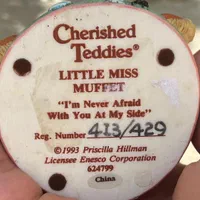 Cherished
Teddies®
LITTLE MISS
MUFFET
"I'm Never Afraid
With You At My Side"
Reg. Number 4I3/429
©1993 Priscilla Hillman
Licensee Enesco Corporation
624799
China